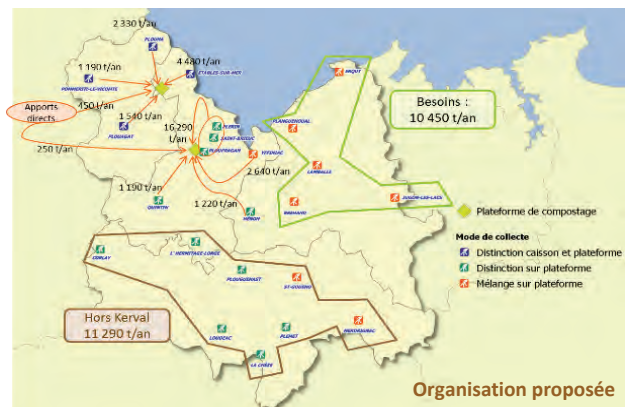 2 330 t/an
PLOUHA
1 190 t/an
4 480 t/an
ETABLES-SUR-MER
POMMERIT-LE-VICOMTE
ERQUY
Besoins :
10 450 t/an
Apports
directs
450 t/an
1 540 t/an
16 290
t/an
PLOUAGAT
PLERIN
SAINT-BRIEUC
PLOUFRAGAN
YFFINIAC
PLANGUENOUAL
250 t/an
2 640 t/an
LAMBALLE
1 190 t/an
1 220 t/an
QUINTIN
HENON
JUGON-LES-LACS
Plateforme de compostage
Mode de collecte
Distinction caisson et plateforme
Distinction sur plateforme
Mélange sur plateforme
CORLAY
L' HERMITAGE-LORGE
PLOUGUENAST
ST-GOUENO
Hors Kerval
11 290 t/an
LOUDEAC
PLEMET
MERDRIGNAC
LA CHEZE
Organisation proposée